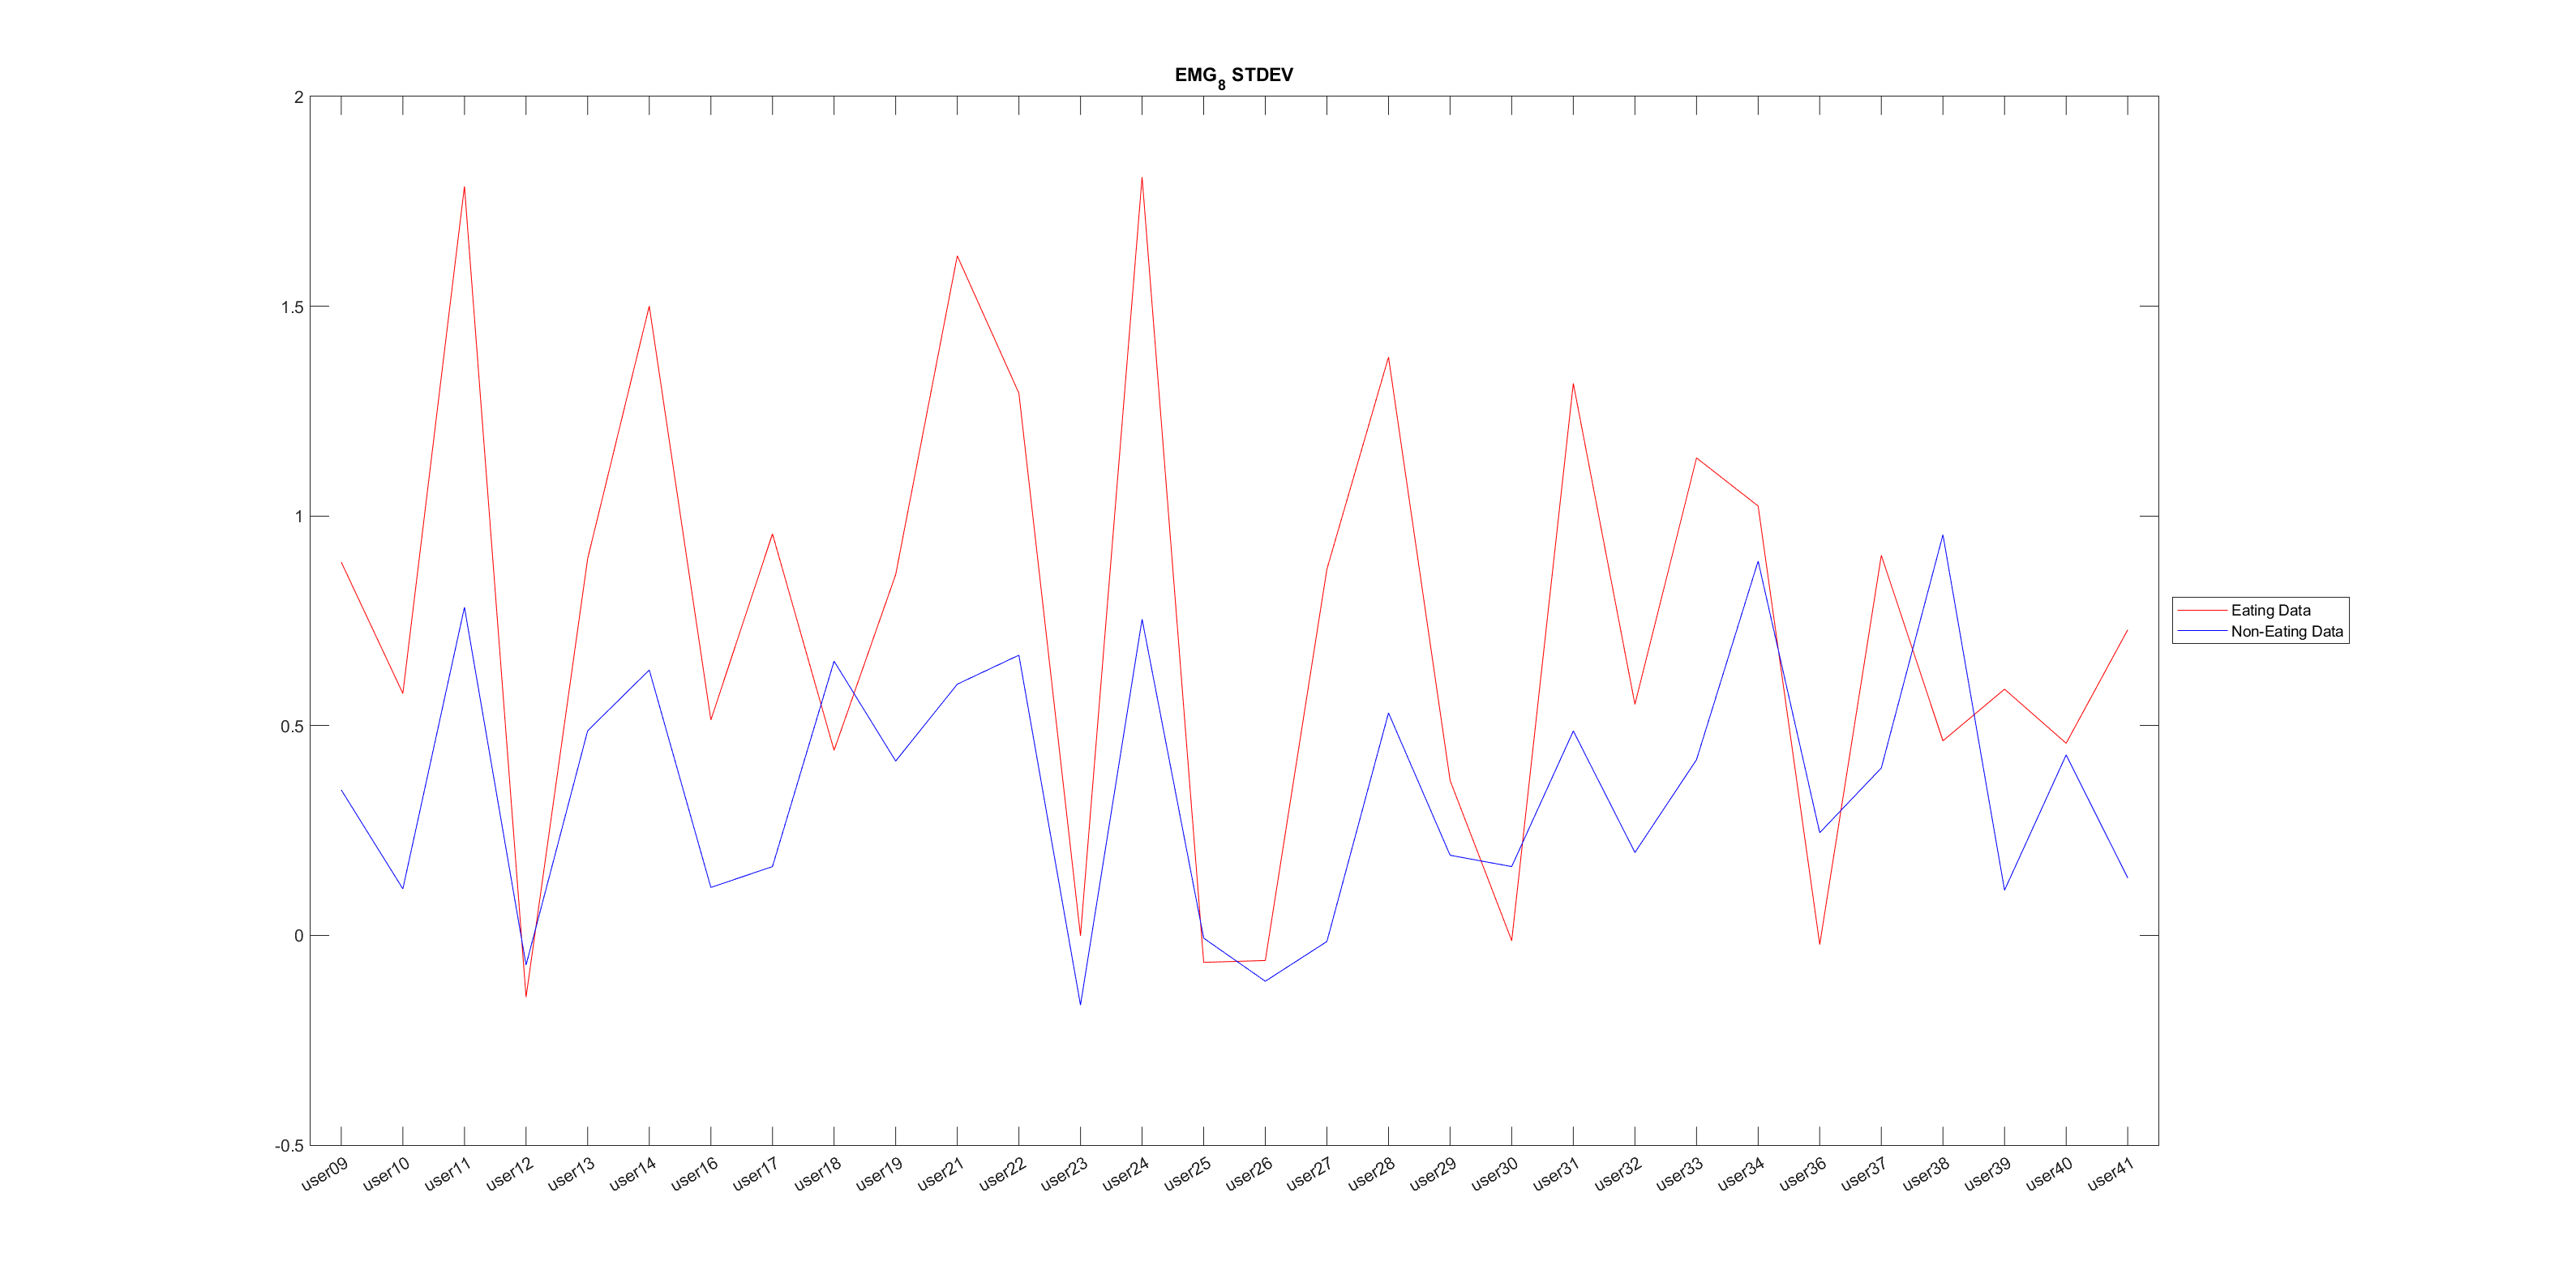 EMG8 STDEV
2
1.5
1
0.5
0
-0.5
user09 user10 user11 user12 user13 user14 user16 user17 user18 user19 user21 user22 user23 user24 user25 user26 user27 user28 user29 user30 user31 user32 user33 user34 user36 user37 user38 user39 user40 user41
Eating Data
Non-Eating Data